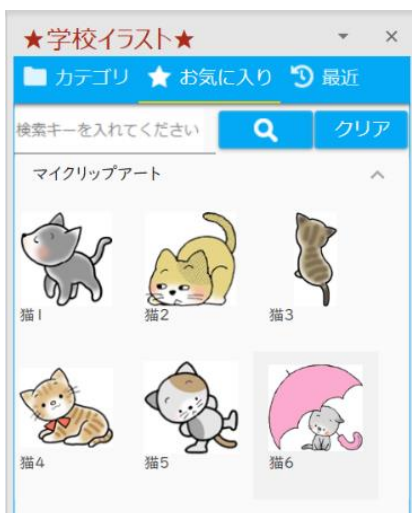 ★学校イラスト★
カテゴリ ★ お気に入り 最近
検索キーを入れてください クリア
マイクリップアート
猫1 猫2 猫3
猫4 猫5 猫6